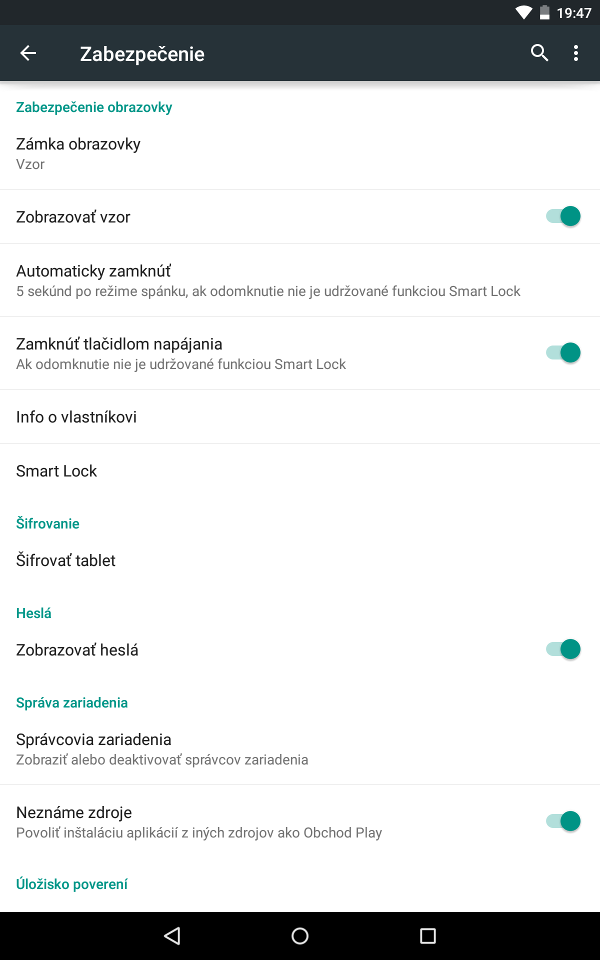 19:47
Zabezpečenie
Zabezpečenie obrazovky
Zámka obrazovky
Vzor
Zobrazovať vzor
Automaticky zamknúť
5 sekúnd po režime spánku, ak odomknutie nie je udržované funkciou Smart Lock
Zamknúť tlačidlom napájania
Ak odomknutie nie je udržované funkciou Smart Lock
Info o vlastníkovi
Smart Lock
Šifrovanie
Šifrovať tablet
Heslá
Zobrazovať heslá
Správa zariadenia
Správcovia zariadenia
Zobraziť alebo deaktivovať správcov zariadenia
Neznáme zdroje
Povoliť inštaláciu aplikácií z iných zdrojov ako Obchod Play
Úložisko poverení